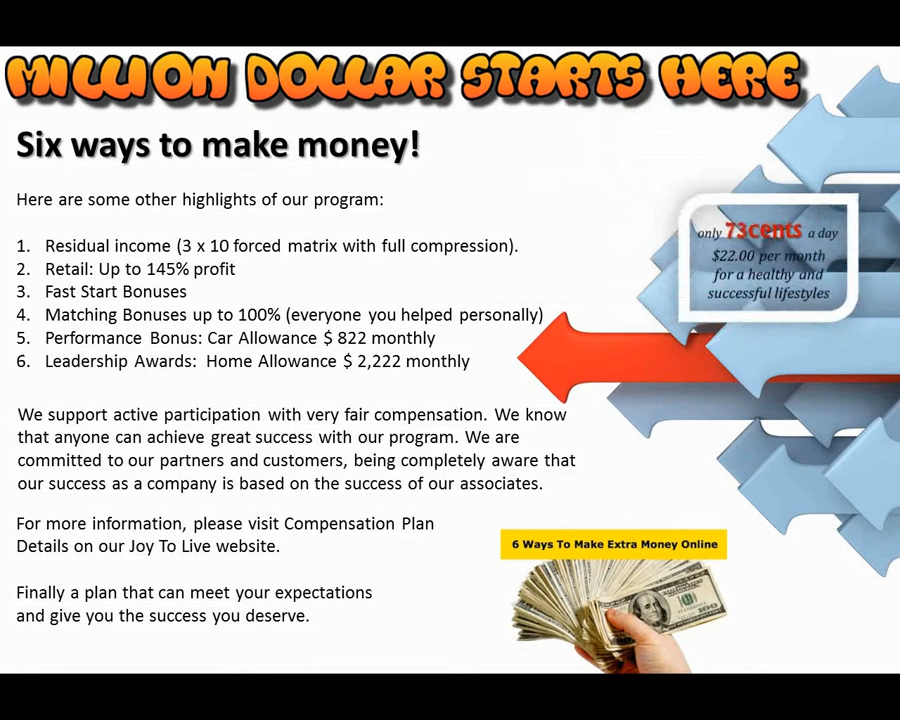 MILLION DOLLAR STARTS HERE
Six ways to make money!
Here are some other highlights of our program:
1. Residual income (3 x 10 forced matrix with full compression).
2. Retail: Up to 145% profit
3. Fast Start Bonuses
4. Matching Bonuses up to 100% (everyone you helped personally)
5. Performance Bonus: Car Allowance $ 822 monthly
6. Leadership Awards: Home Allowance $ 2,222 monthly
only 73cents a day
$22.00 per month
for a healthy and
successful lifestyles
We support active participation with very fair compensation. We know
that anyone can achieve great success with our program. We are
committed to our partners and customers, being completely aware that
our success as a company is based on the success of our associates.
For more information, please visit Compensation Plan
Details on our Joy To Live website.
Finally a plan that can meet your expectations
and give you the success you deserve.
6 Ways To Make Extra Money Online
100